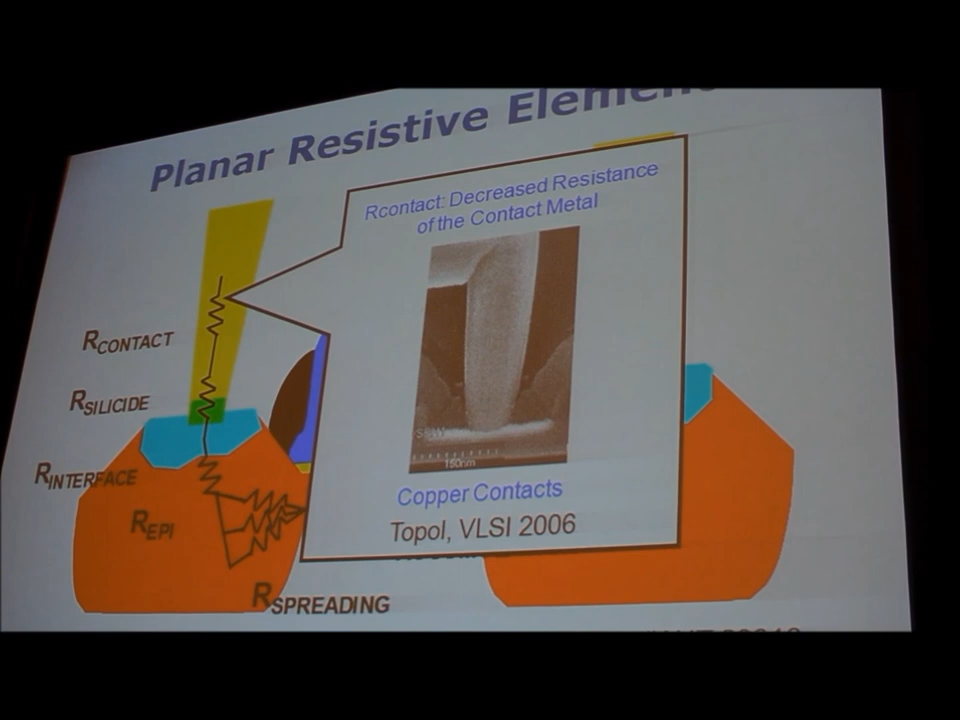 Planar Resistive
Rcontact: Decreased Resistance
of the Contact Metal
RCONTACT
RSILICIDE
RINTERFACE
REPI
150nm
Copper Contacts
Topol, VLSI 2006
RSPREADING